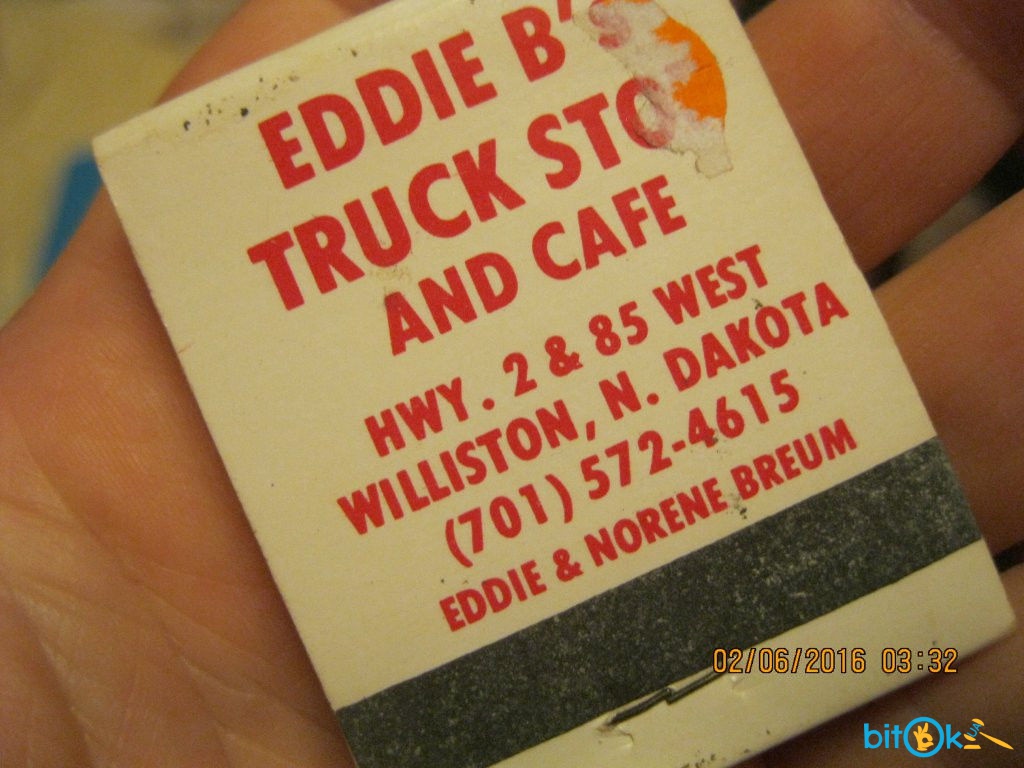 EDDIE B'S
TRUCK STO
AND CAFE
HWY. 2 & 85 WEST
WILLISTON, N. DAKOTA
(701) 572-4615
EDDIE & NORENE BREUM
02/06/2016 03:32
bitOk UA